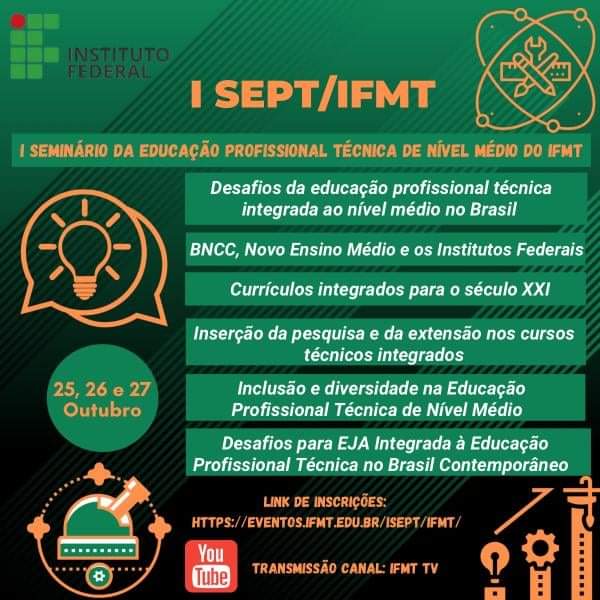 INSTITUTO
FEDERAL
I SEPT/IFMT
I SEMINÁRIO DA EDUCAÇÃO PROFISSIONAL TÉCNICA DE NÍVEL MÉDIO DO IFMT
Desafios da educação profissional técnica
integrada ao nível médio no Brasil
BNCC, Novo Ensino Médio e os Institutos Federais
Currículos integrados para o século XXI
Inserção da pesquisa e da extensão nos cursos
técnicos integrados
Inclusão e diversidade na Educação
Profissional Técnica de Nível Médio
Desafios para EJA Integrada à Educação
Profissional Técnica no Brasil Contemporâneo
25, 26 e 27
Outubro
LINK DE INSCRIÇÕES:
HTTPS://EVENTOS.IFMT.EDU.BR/ISEPT/IFMT/
You
Tube
TRANSMISSÃO CANAL: IFMT TV